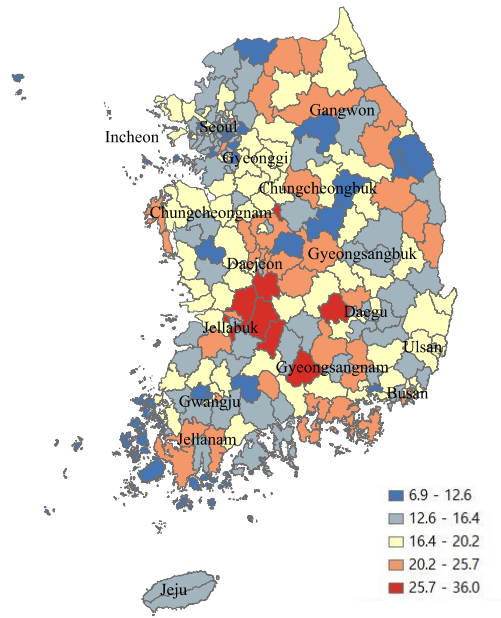 Gangwon
Seoul
Incheon
Gyeonggi
Chungcheongbuk
Chungcheongnam
Gyeongsangbuk
Daejeon
Daegu
Jellabuk
Ulsan
Gyeongsangnam
Busan
Gwangju
Jellanam
6.9 - 12.6
12.6 - 16.4
16.4 - 20.2
20.2 - 25.7
25.7 - 36.0
Jeju